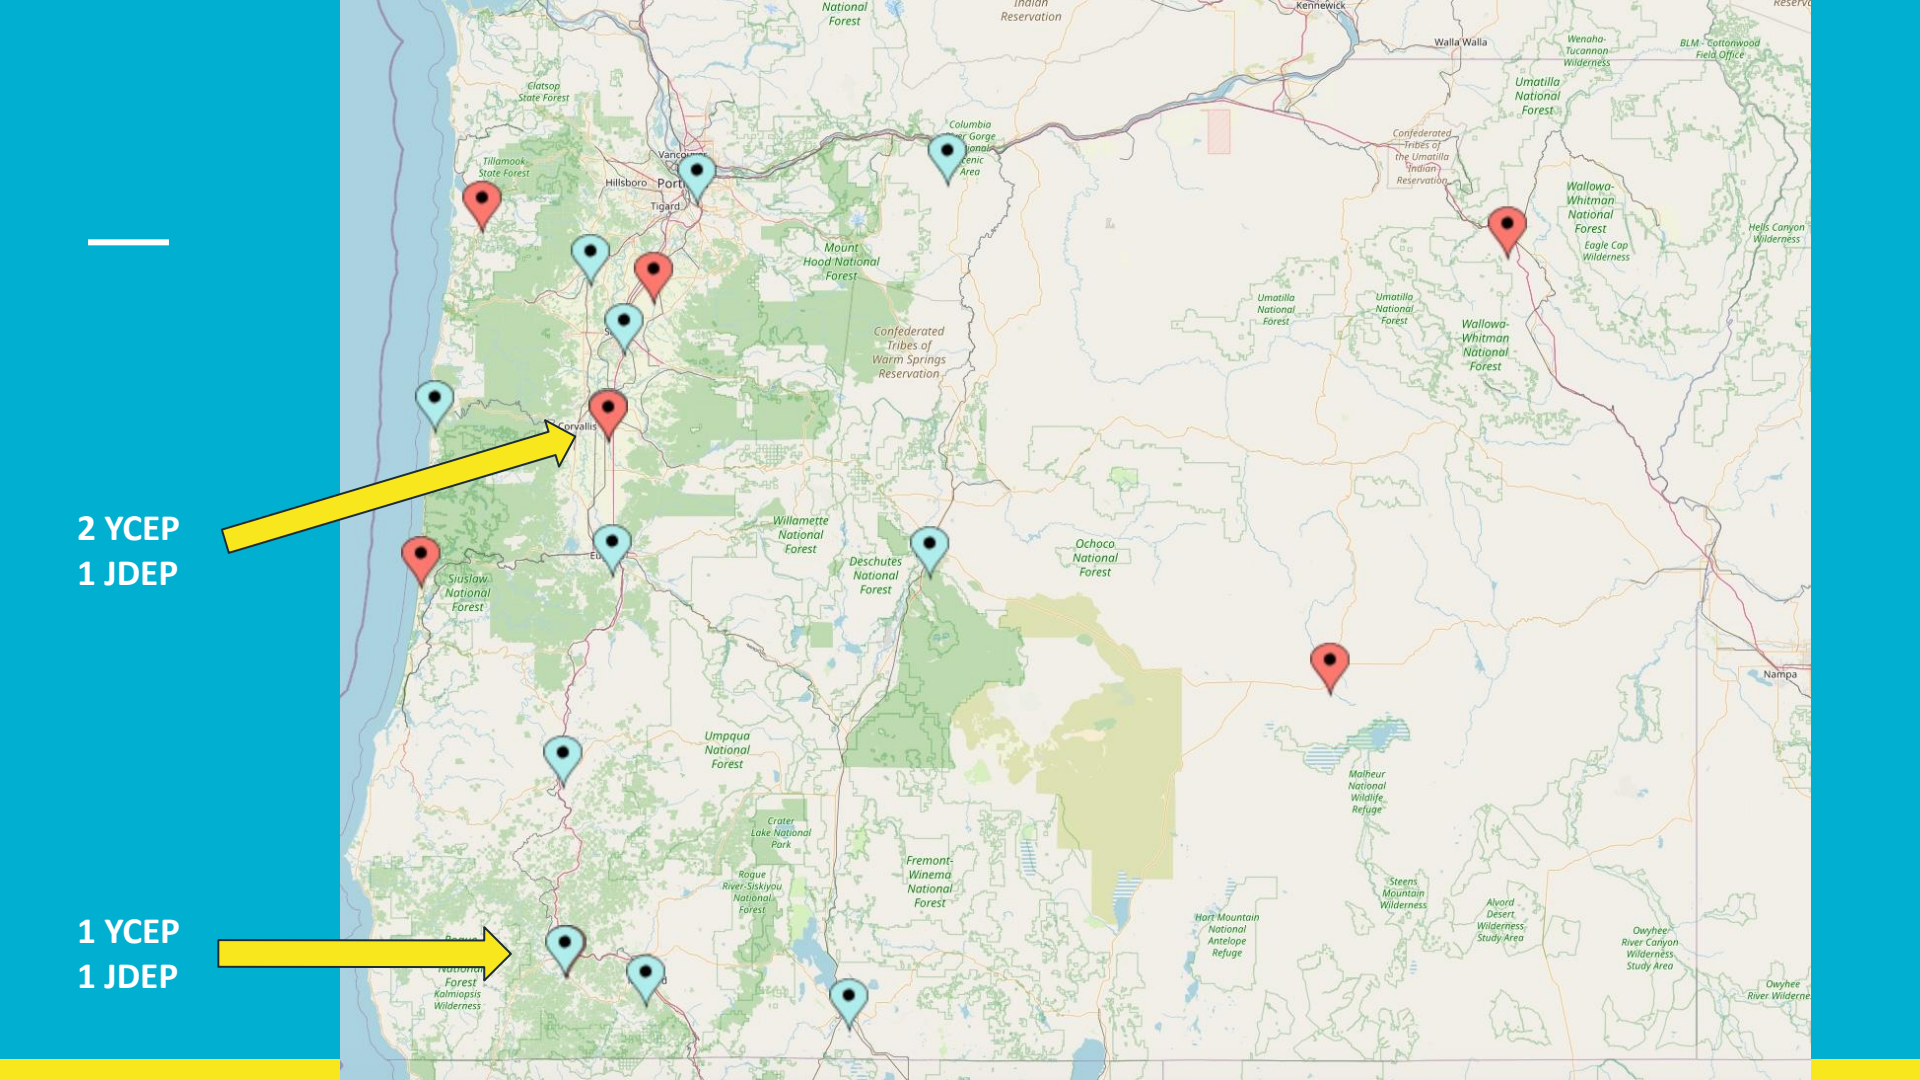 National
Forest
Indian
Reservation
Kennewick
Walla Walla
Wenaha-
Tucannon
Wilderness
BLM - Cottonwood
Field Office
Clatsop
State Forest
Umatilla
National
Forest
Columbia
Area
Confederated
Tribes of
the Umatilla
Indian
Reservation
Tillamook
State Forest
Hillsboro
Tigard
Wallowa-
Whitman
National
Forest
Eagle Cap
Wilderness
Hells Canyon
Wilderness
Mount
Hood National
Forest
Umatilla
National
Forest
Umatilla
National
Forest
Confederated
Tribes of
Warm Springs
Reservation
Wallowa-
Whitman
National
Forest
Corvallis
2 YCEP
1 JDEP
Willamette
National
Forest
Deschutes
National
Forest
Ochoco
National
Forest
Siuslaw
National
Forest
Nampa
Umpqua
National
Forest
Malheur
National
Wildlife
Refuge
Crater
Lake National
Park
Rogue
River-Siskiyou
National
Forest
Fremont-
Winema
National
Forest
Steens
Mountain
Wilderness
Alvord
Desert
Wilderness
Study Area
Hart Mountain
National
Antelope
Refuge
Owyhee
River Canyon
Wilderness
Study Area
1 YCEP
1 JDEP
National
Forest
Kalmiopsis
Wilderness
Owyhee
River Wilderne